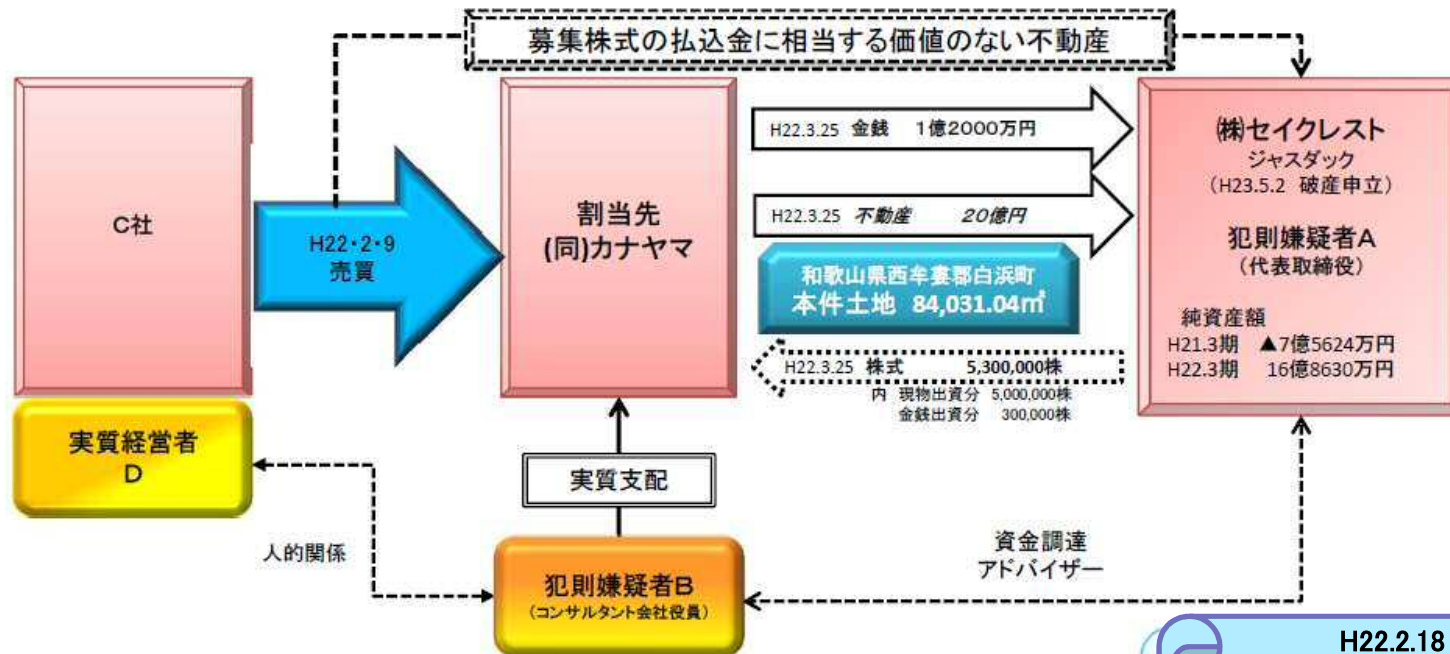 募集株式の払込金に相当する価値のない不動産
C社
H22・2・9
売買
実質経営者
D
割当先
(同)カナヤマ
H22.3.25 金銭 1億2000万円
H22.3.25 不動産 20億円
和歌山県西牟婁郡白浜町
本件土地 84,031.04㎡
H22.3.25 株式 5,300,000株
内 現物出資分 5,000,000株
金銭出資分 300,000株
㈱セイクレスト
ジャスダック
(H23.5.2 破産申立)
犯則嫌疑者A
(代表取締役)
純資産額
H21.3期 ▲7億5624万円
H22.3期 16億8630万円
実質支配
人的関係
犯則嫌疑者B
(コンサルタント会社役員)
資金調達
アドバイザー
H22.2.18